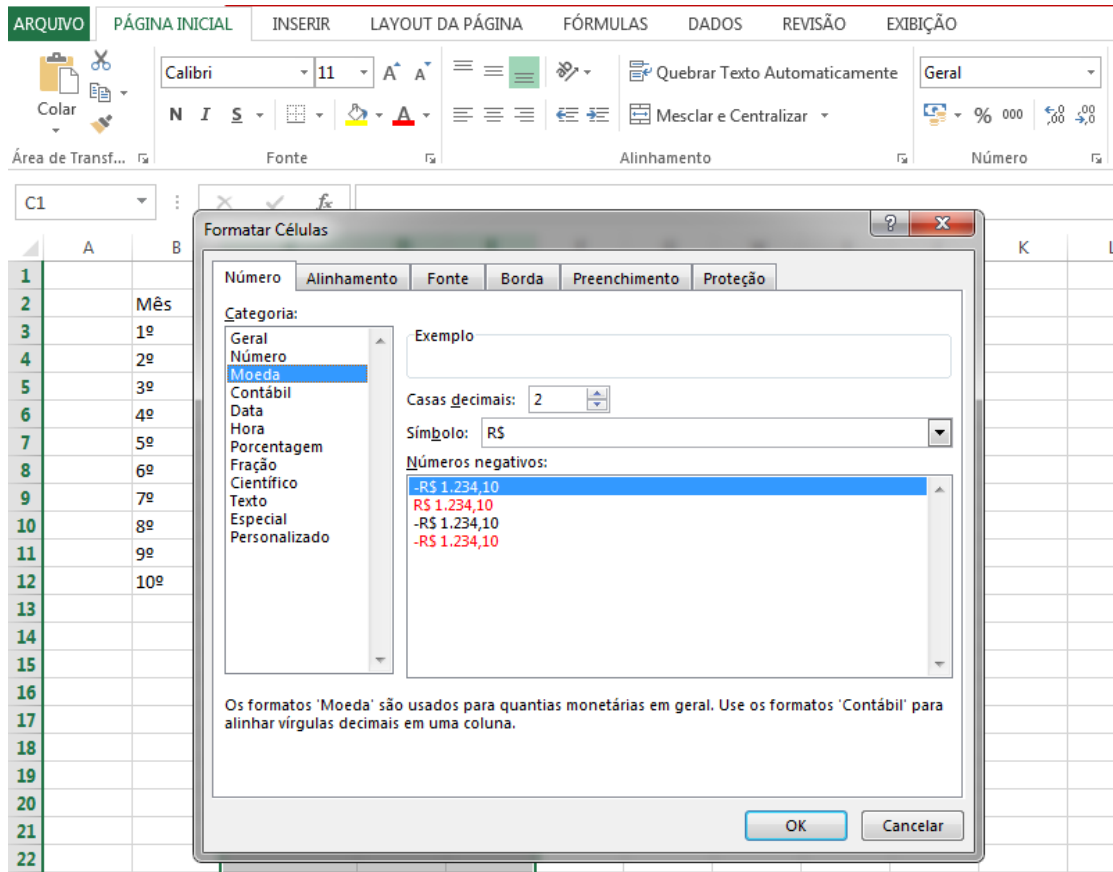 ARQUIVO PÁGINA INICIAL INSERIR LAYOUT DA PÁGINA FÓRMULAS DADOS REVISÃO EXIBIÇÃO
Calibri 11 A A Quebrar Texto Automaticamente Geral
Colar N I S A Mesclar e Centralizar % 000 ,0 ,00 ,00 ,0
Área de Transf... Fonte Alinhamento Número
C1 fx
Formatar Células ? x
A B K L
Número Alinhamento Fonte Borda Preenchimento Proteção
Categoria:
Geral
Número
Moeda
Contábil
Data
Hora
Porcentagem
Fração
Científico
Texto
Especial
Personalizado
Exemplo
Casas decimais: 2
Símbolo: R$
Números negativos:
-R$ 1.234,10
R$ 1.234,10
-R$ 1.234,10
-R$ 1.234,10
Os formatos 'Moeda' são usados para quantias monetárias em geral. Use os formatos 'Contábil' para
alinhar vírgulas decimais em uma coluna.
OK Cancelar
1
2 Mês
3 1º
4 2º
5 3º
6 4º
7 5º
8 6º
9 7º
10 8º
11 9º
12 10º
13
14
15
16
17
18
19
20
21
22